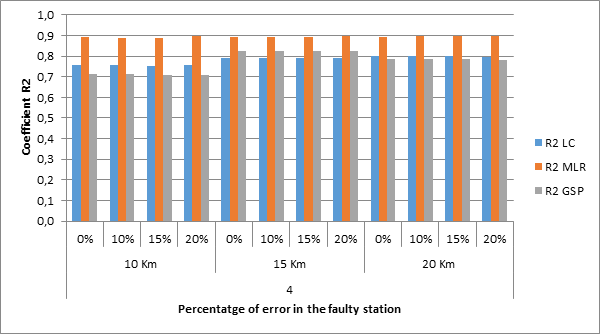 1,0
0,9
0,8
0,7
0,6
0,5
0,4
0,3
0,2
0,1
0,0
Coefficient R2
0% 10% 15% 20% 0% 10% 15% 20% 0% 10% 15% 20%
10 Km 15 Km 20 Km
4
Percentatge of error in the faulty station
R2 LC
R2 MLR
R2 GSP